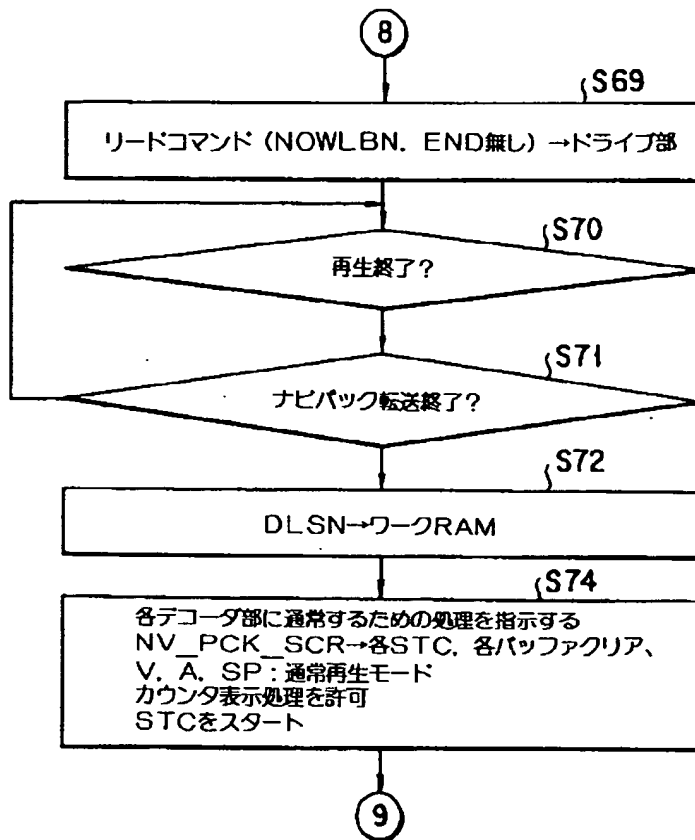 8
S69
リードコマンド (NOWLBN. END無し) →ドライブ部
S70
再生終了?
S71
ナビパック転送終了?
S72
DLSN→ワークRAM
S74
各デコーダ部に通常するための処理を指示する
NV_PCK_SCR→各STC, 各バッファクリア、
V, A, SP : 通常再生モード
カウンタ表示処理を許可
STCをスタート
9